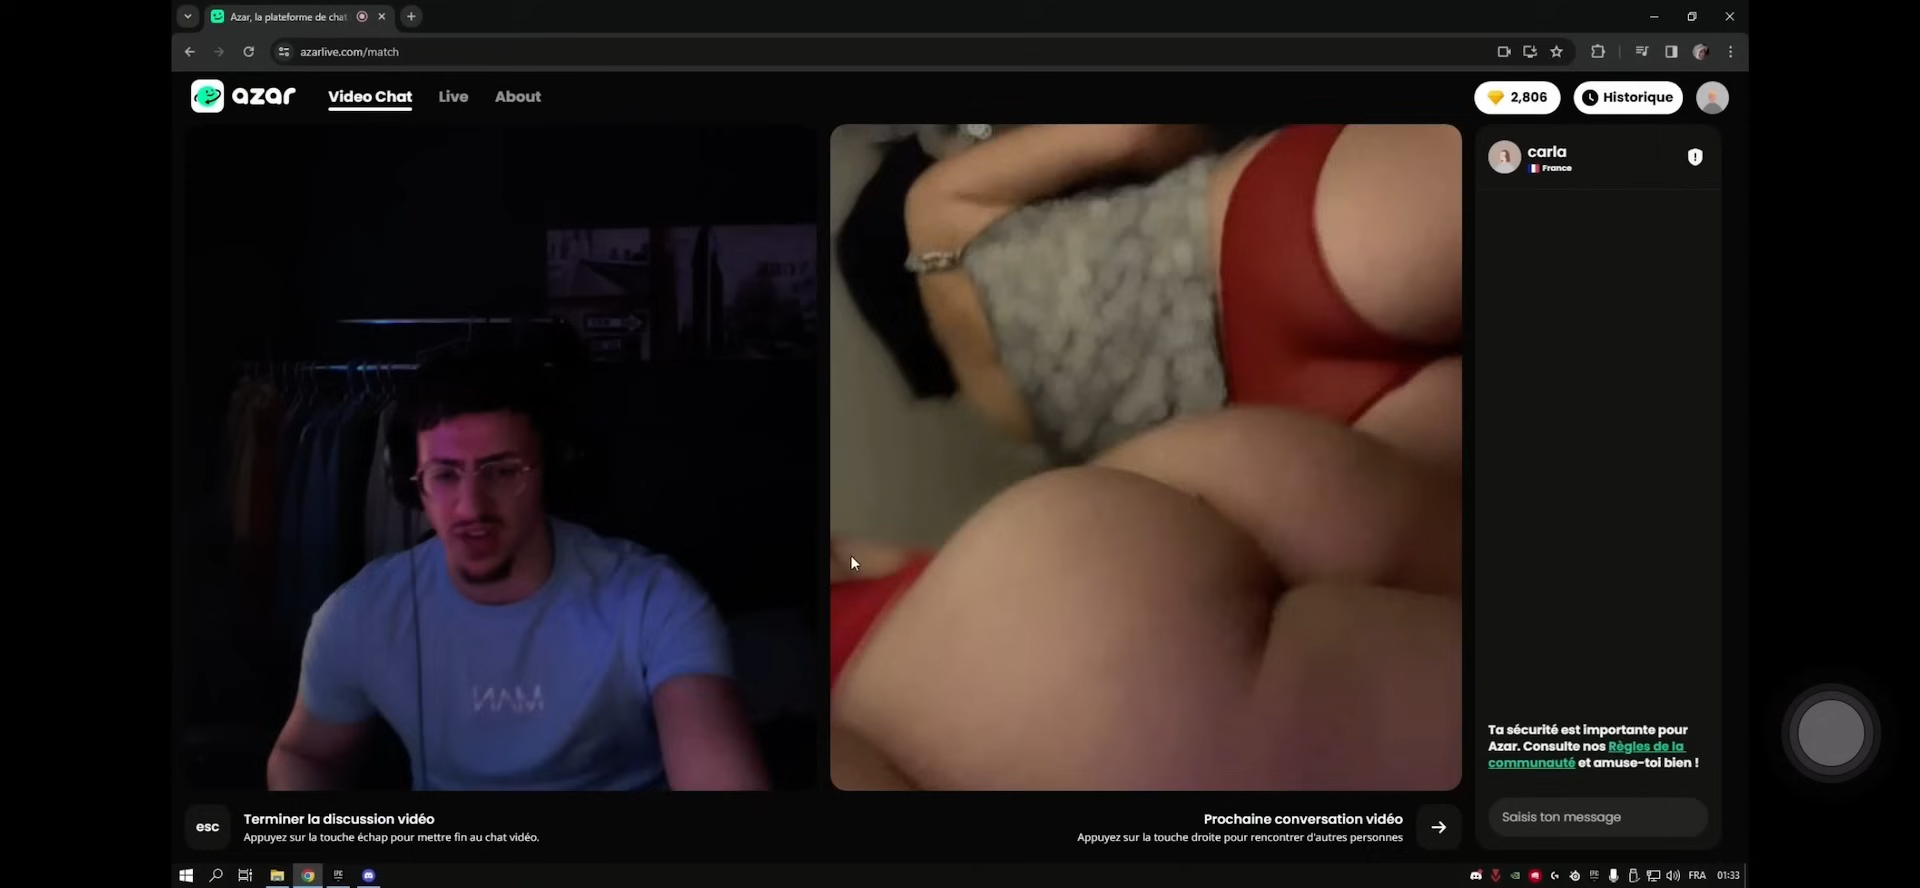 Azar, la plateforme de chat
azarlive.com/match
azar
Video Chat
Live
About
2,806
Historique
carla
France
NAM
Ta sécurité est importante pour
Azar. Consulte nos Règles de la
communauté et amuse-toi bien !
Saisis ton message
esc
Terminer la discussion vidéo
Appuyez sur la touche échap pour mettre fin au chat vidéo.
Prochaine conversation vidéo
Appuyez sur la touche droite pour rencontrer d'autres personnes
FRA
01:33